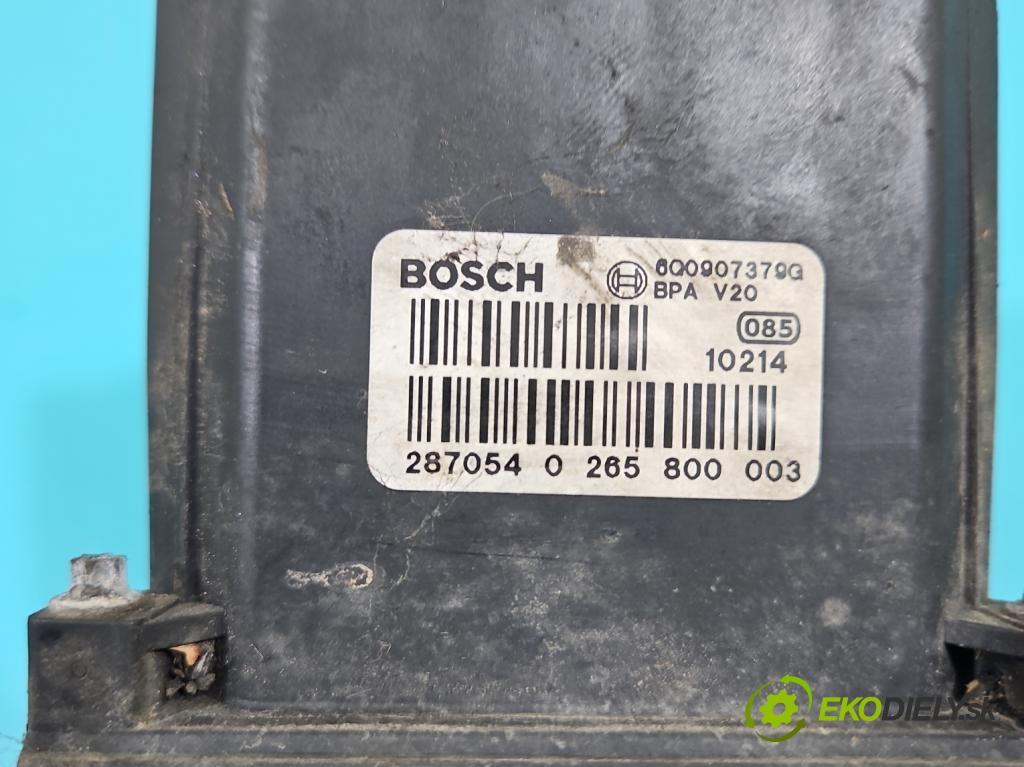 BOSCH
6Q0907379G
BPA V20
085
10214
287054 0 265 800 003
EKODIELY.SK